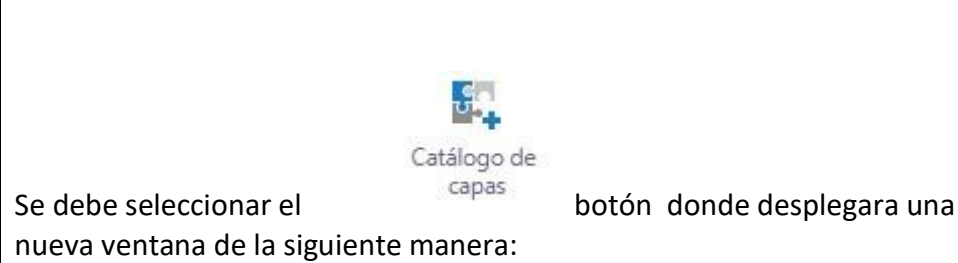 Catálogo de
capas
Se debe seleccionar el botón donde desplegara una
nueva ventana de la siguiente manera: